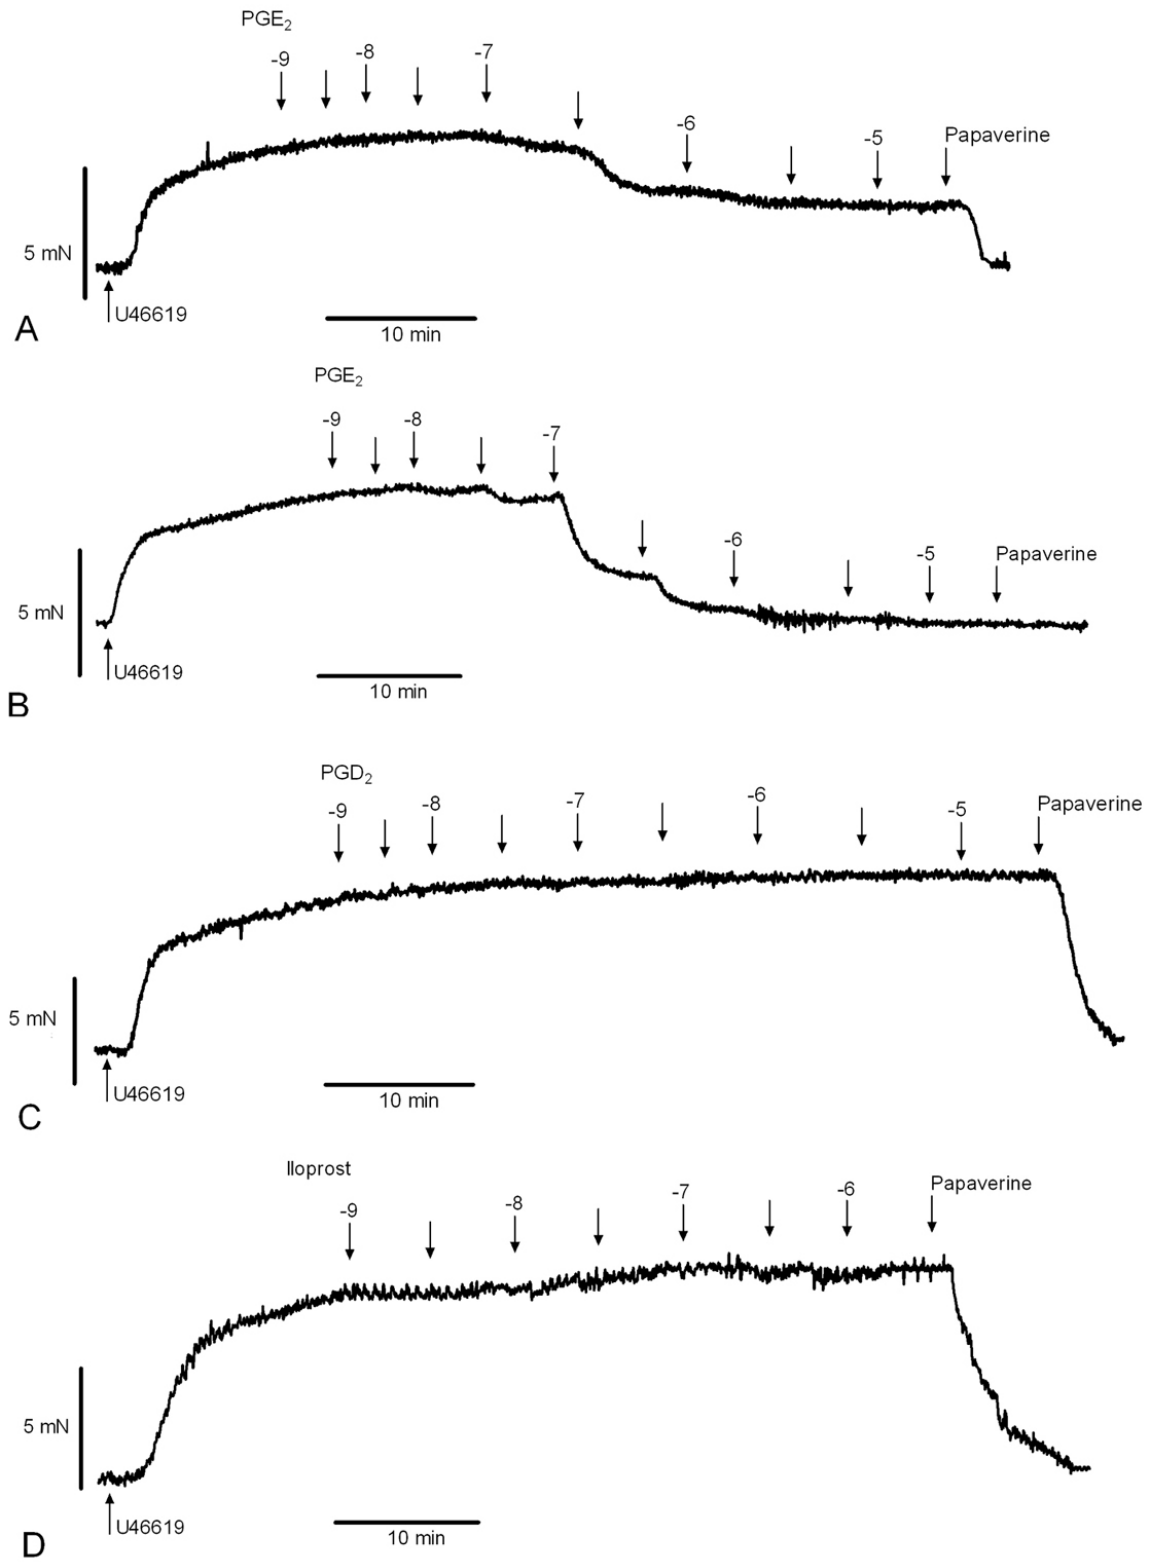 PGE2
-9 -8 -7
-6 -5 Papaverine
5 mN
U46619
10 min
A
PGE2
-9 -8 -7
-6 -5 Papaverine
5 mN
U46619
10 min
B
PGD2
-9 -8 -7 -6 -5 Papaverine
5 mN
U46619
10 min
C
Iloprost
-9 -8 -7 -6 Papaverine
5 mN
U46619
10 min
D